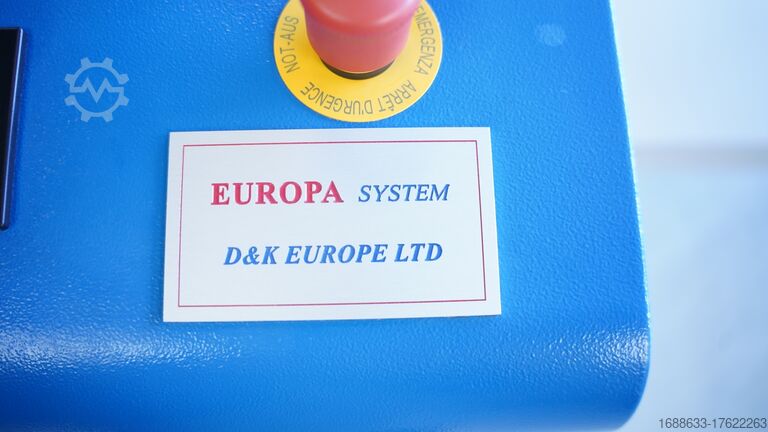 NOT-AUS
EMERGENZA
ARRÊT D'URGENCE
EUROPA SYSTEM
D&K EUROPE LTD
1688633-17622263